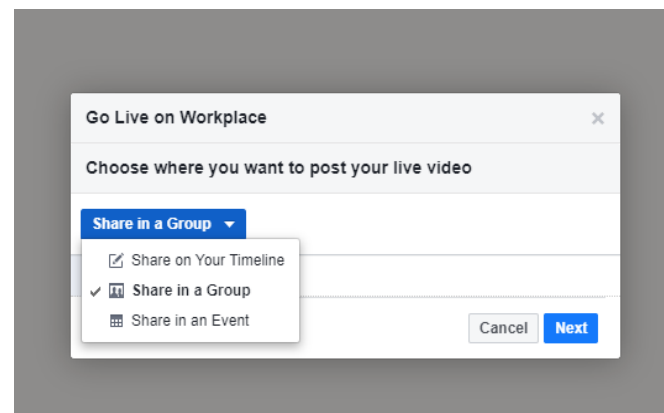 Go Live on Workplace
Choose where you want to post your live video
Share in a Group
Share on Your Timeline
Share in a Group
Share in an Event
Cancel Next